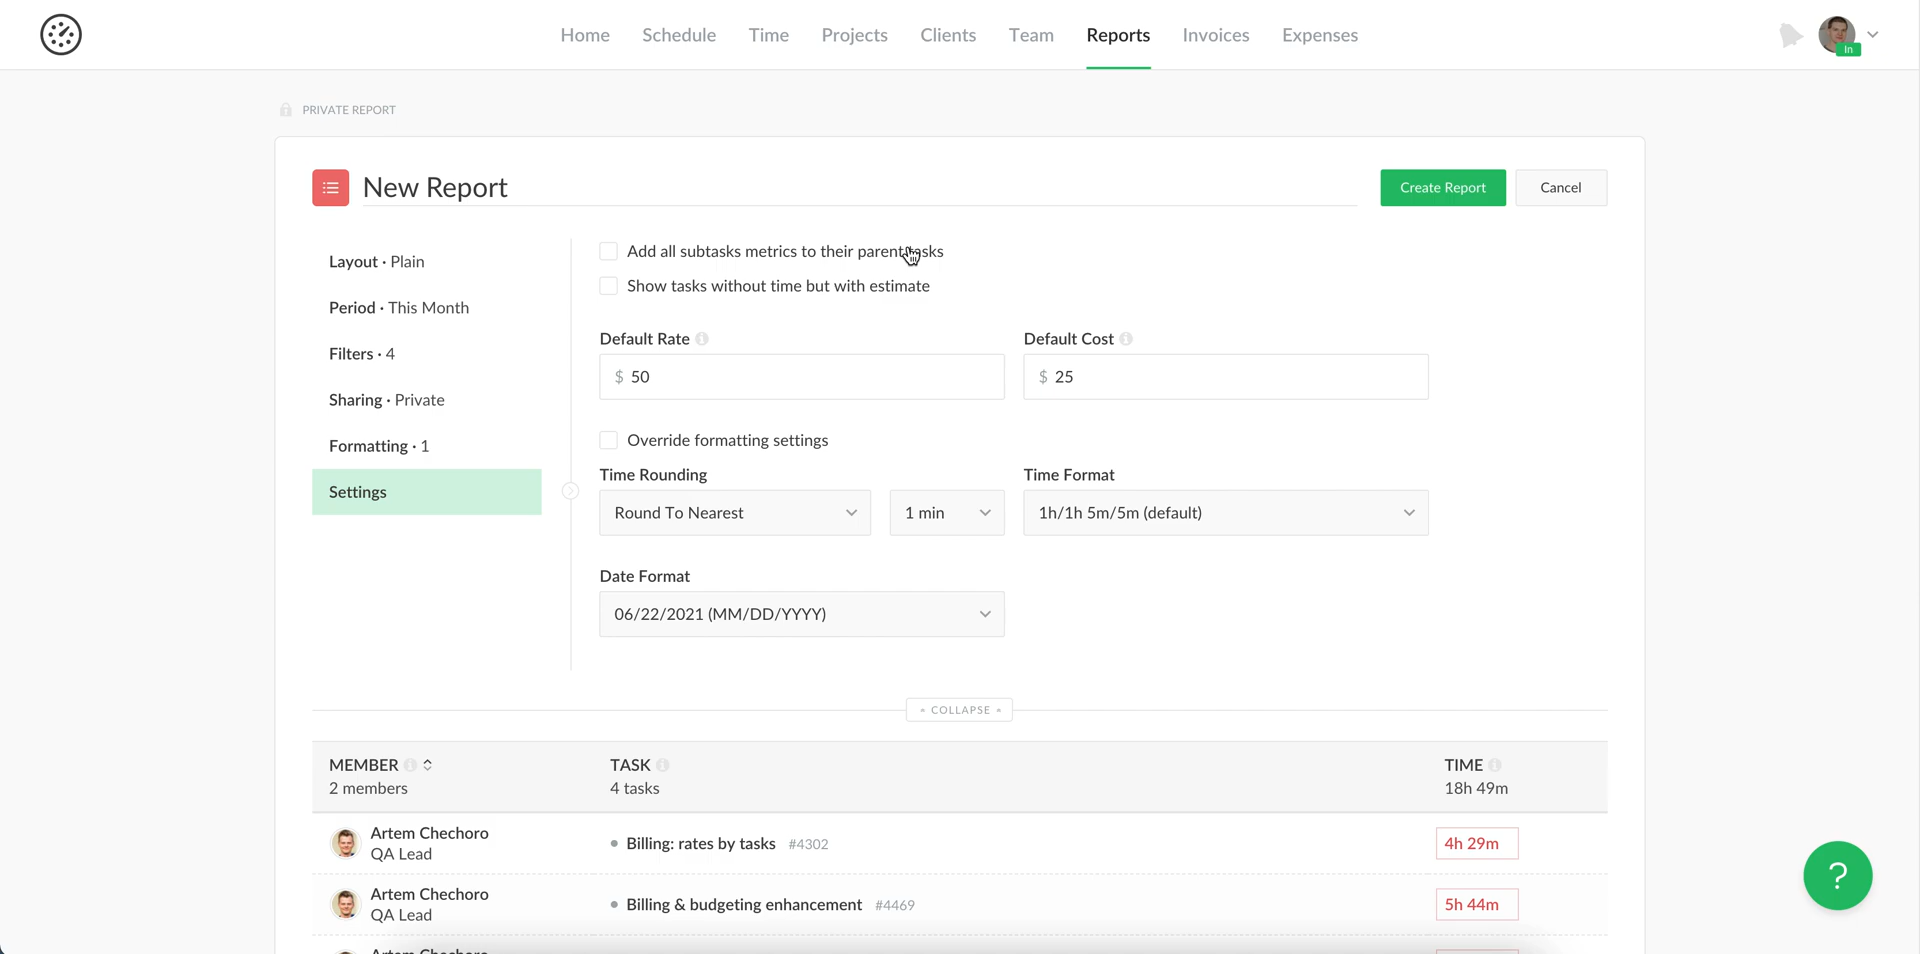 Home Schedule Time Projects Clients Team Reports Invoices Expenses
In
PRIVATE REPORT
New Report
Create Report Cancel
Layout • Plain
Period • This Month
Filters • 4
Sharing • Private
Formatting • 1
Settings
Add all subtasks metrics to their parent tasks
Show tasks without time but with estimate
Default Rate Default Cost
$ 50 $ 25
Override formatting settings
Time Rounding Time Format
Round To Nearest 1 min 1h/1h 5m/5m (default)
Date Format
06/22/2021 (MM/DD/YYYY)
COLLAPSE
MEMBER TASK TIME
2 members 4 tasks 18h 49m
Artem Chechoro
QA Lead
• Billing: rates by tasks #4302 4h 29m
Artem Chechoro
QA Lead
• Billing & budgeting enhancement #4469 5h 44m
Artem Chechoro
?